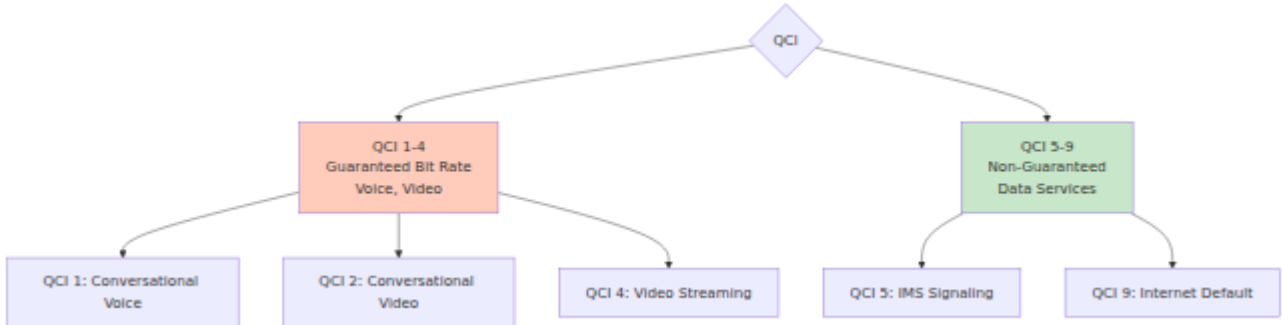 QCI
QCI 1-4
Guaranteed Bit Rate
Voice, Video
QCI 5-9
Non-Guaranteed
Data Services
QCI 1: Conversational
Voice
QCI 2: Conversational
Video
QCI 4: Video Streaming
QCI 5: IMS Signaling
QCI 9: Internet Default